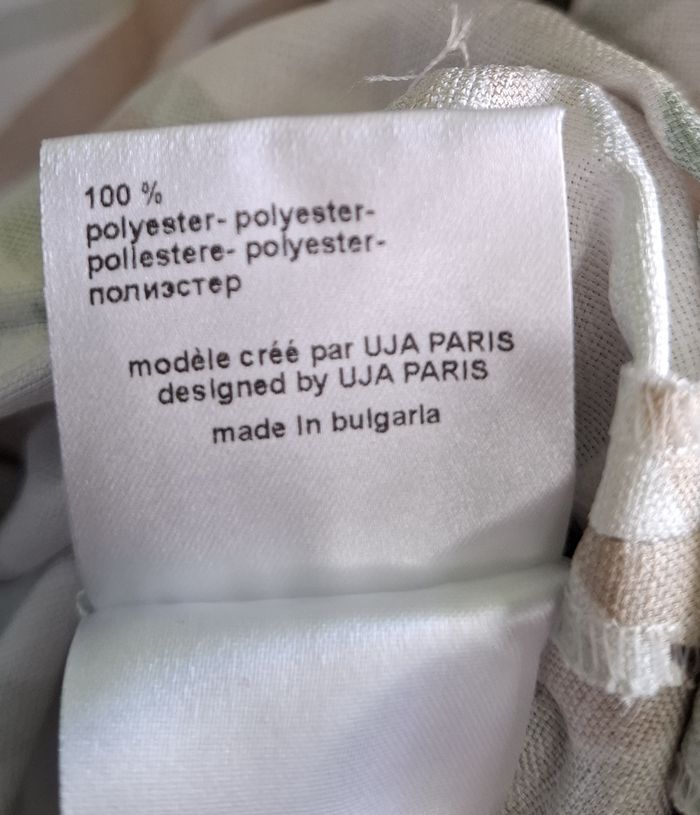 100 %
polyester- polyester-
poliestere- polyester-
полиэстер
modèle créé par UJA PARIS
designed by UJA PARIS
made in bulgaria